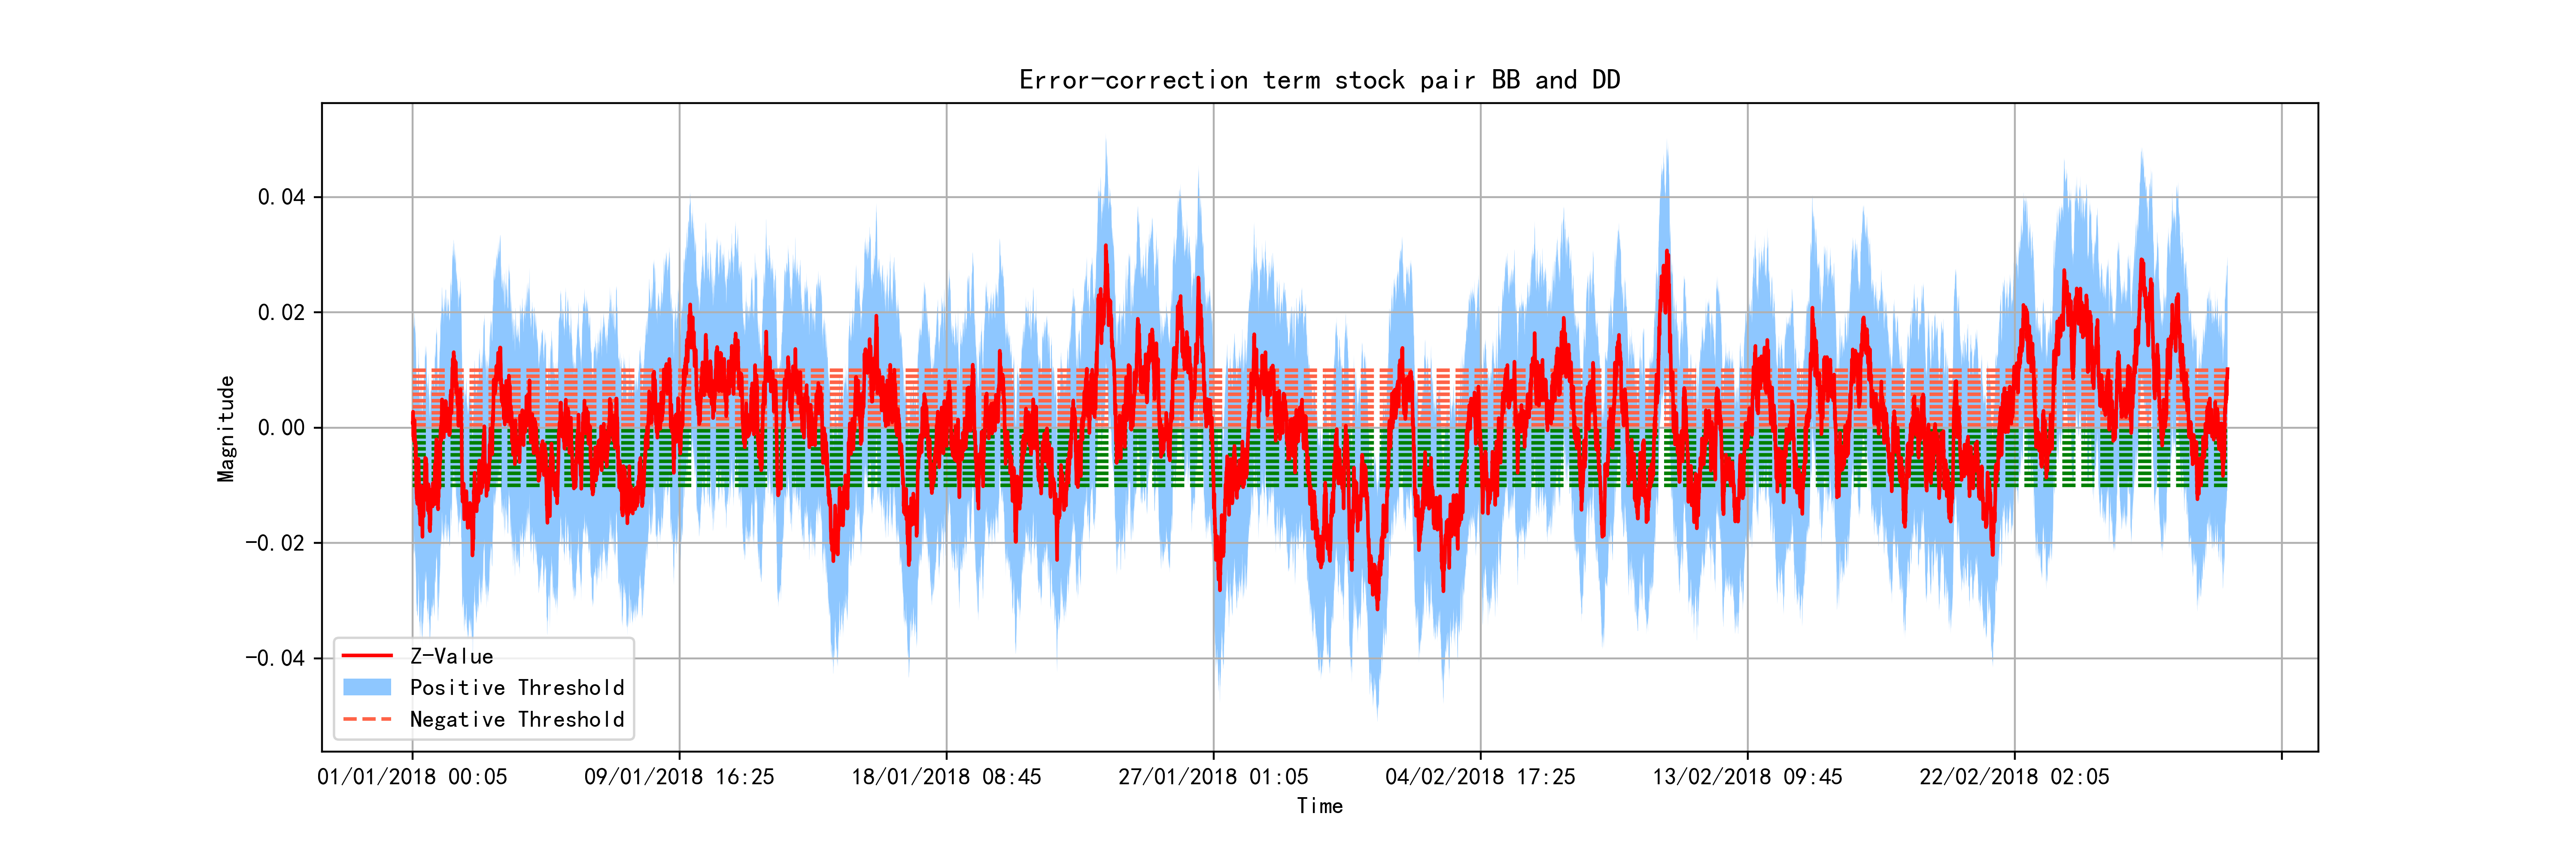 Error-correction term stock pair BB and DD
Magnitude
0.04
0.02
0.00
-0.02
-0.04
Z-Value
Positive Threshold
Negative Threshold
01/01/2018 00:05
09/01/2018 16:25
18/01/2018 08:45
27/01/2018 01:05
04/02/2018 17:25
13/02/2018 09:45
22/02/2018 02:05
Time